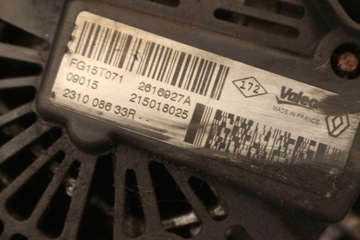 FG15T071 2616927A
09015 215018025
2310 086 33R
172
Valeo
MADE IN FRANCE